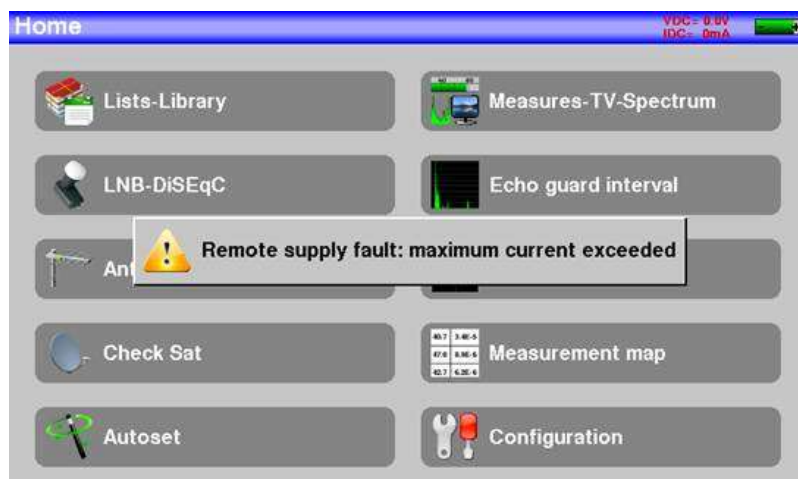 Home
VDC= 0.0V
IDC= 0mA
Lists-Library
Measures-TV-Spectrum
LNB-DiSEqC
Echo guard interval
Remote supply fault: maximum current exceeded
An
Check Sat
Measurement map
Autoset
Configuration